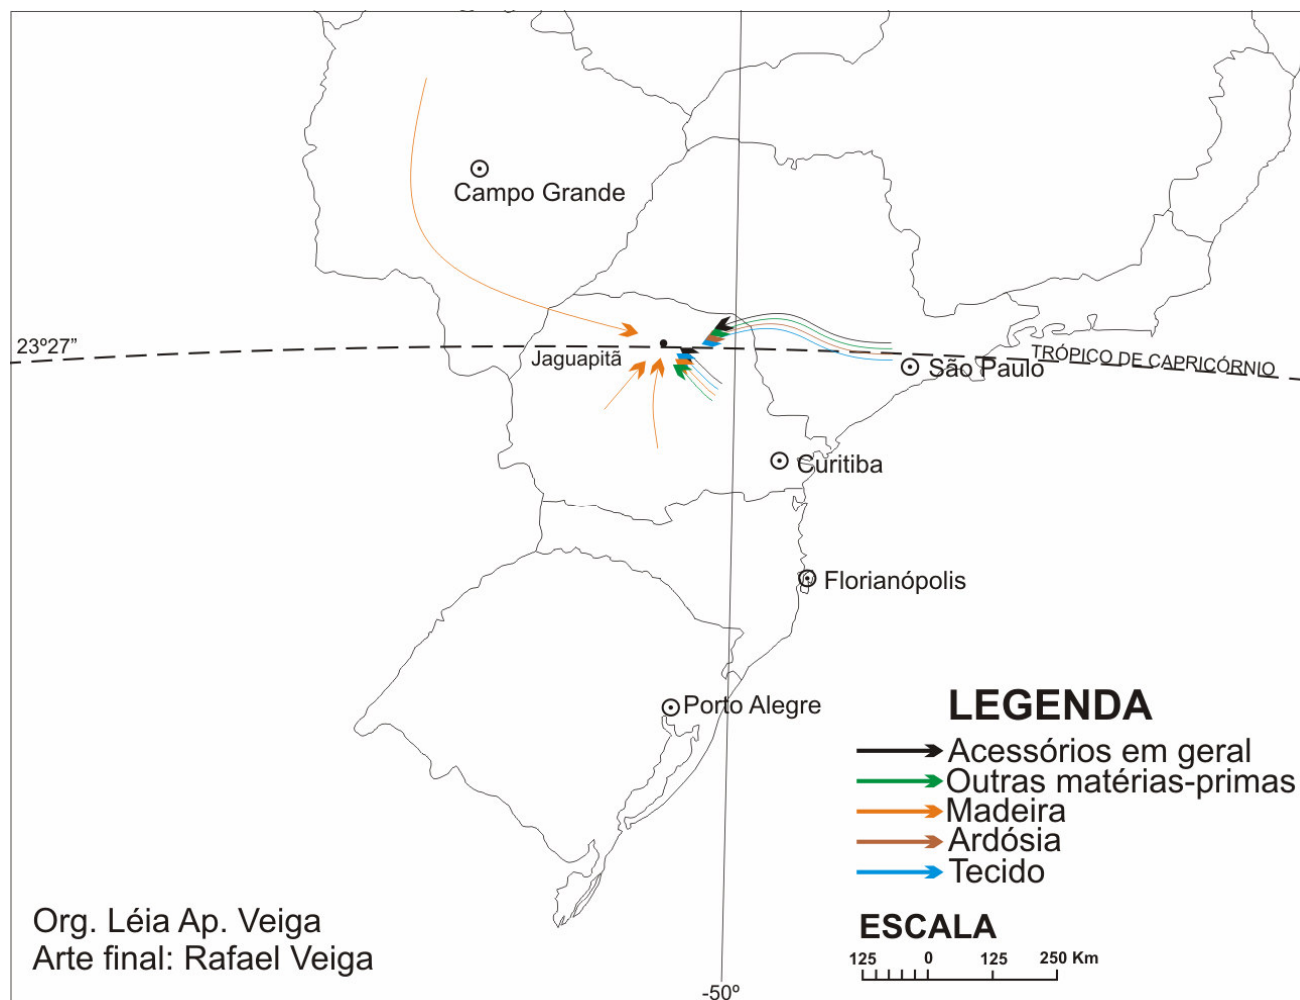 Campo Grande
23º27”
Jaguapitã
TRÓPICO DE CAPRICÓRNIO
São Paulo
Curitiba
Florianópolis
Porto Alegre
LEGENDA
Acessórios em geral
Outras matérias-primas
Madeira
Ardósia
Tecido
Org. Léia Ap. Veiga
Arte final: Rafael Veiga
ESCALA
125 0 125 250 Km
-50º